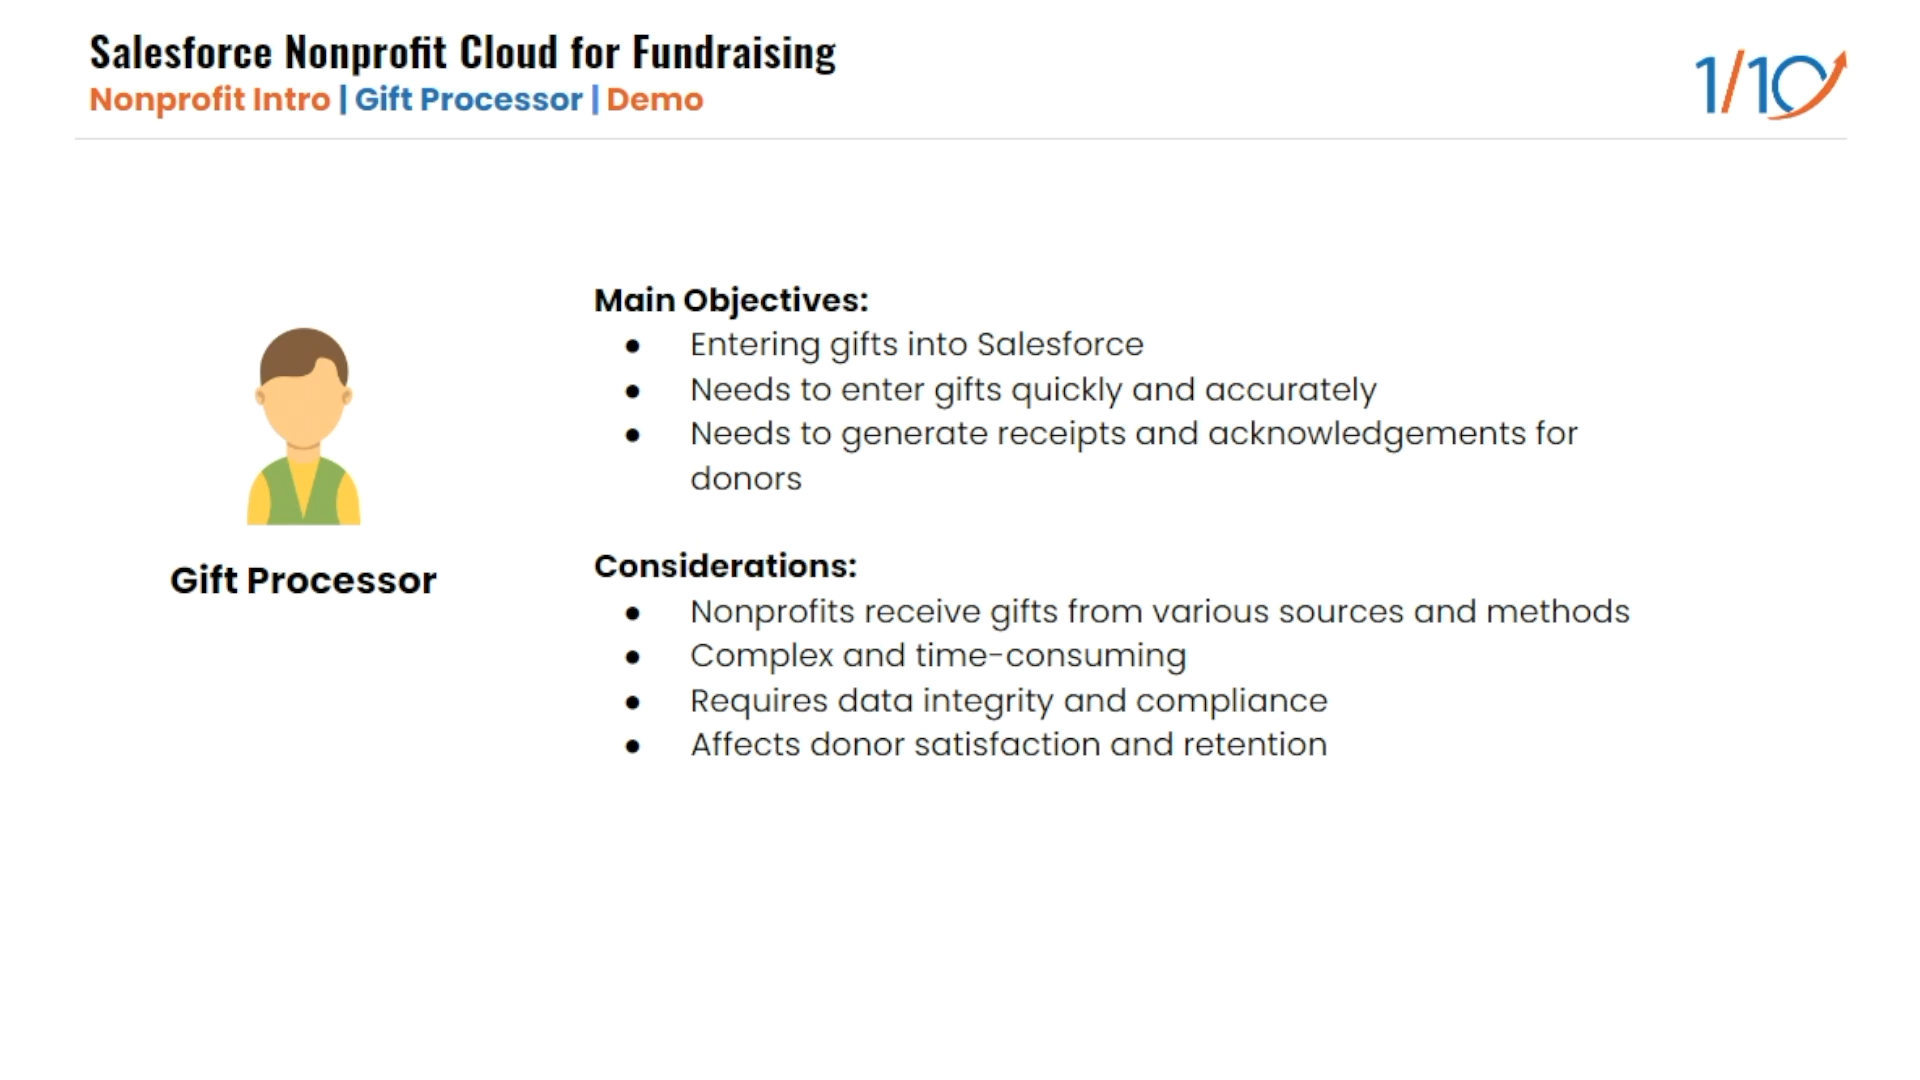 Salesforce Nonprofit Cloud for Fundraising
Nonprofit Intro | Gift Processor | Demo
1/10
Main Objectives:
● Entering gifts into Salesforce
● Needs to enter gifts quickly and accurately
● Needs to generate receipts and acknowledgements for
donors
Gift Processor
Considerations:
● Nonprofits receive gifts from various sources and methods
● Complex and time-consuming
● Requires data integrity and compliance
● Affects donor satisfaction and retention